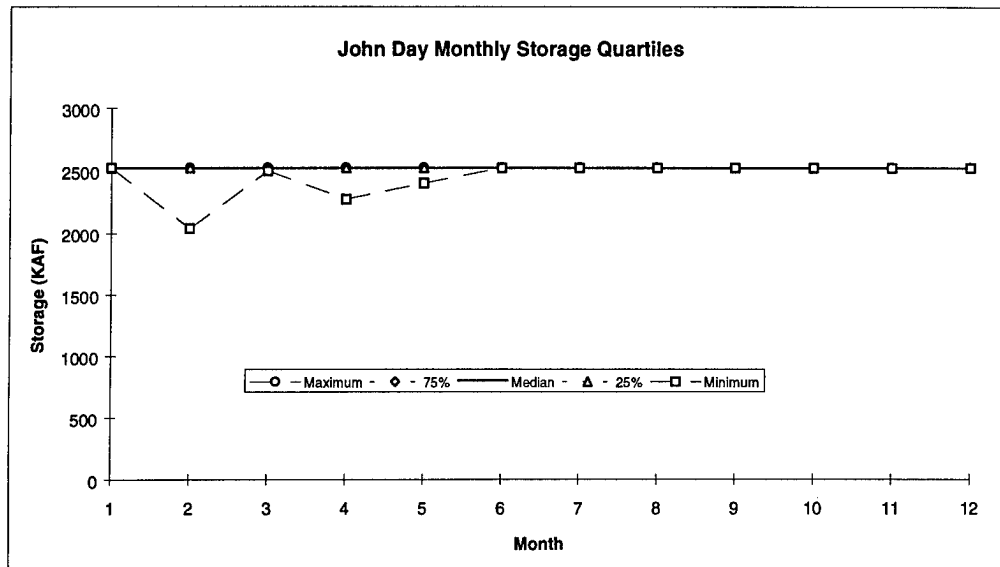 John Day Monthly Storage Quartiles
3000
2500
2000
1500
1000
500
0
Storage (KAF)
Maximum 75% Median 25% Minimum
1 2 3 4 5 6 7 8 9 10 11 12
Month